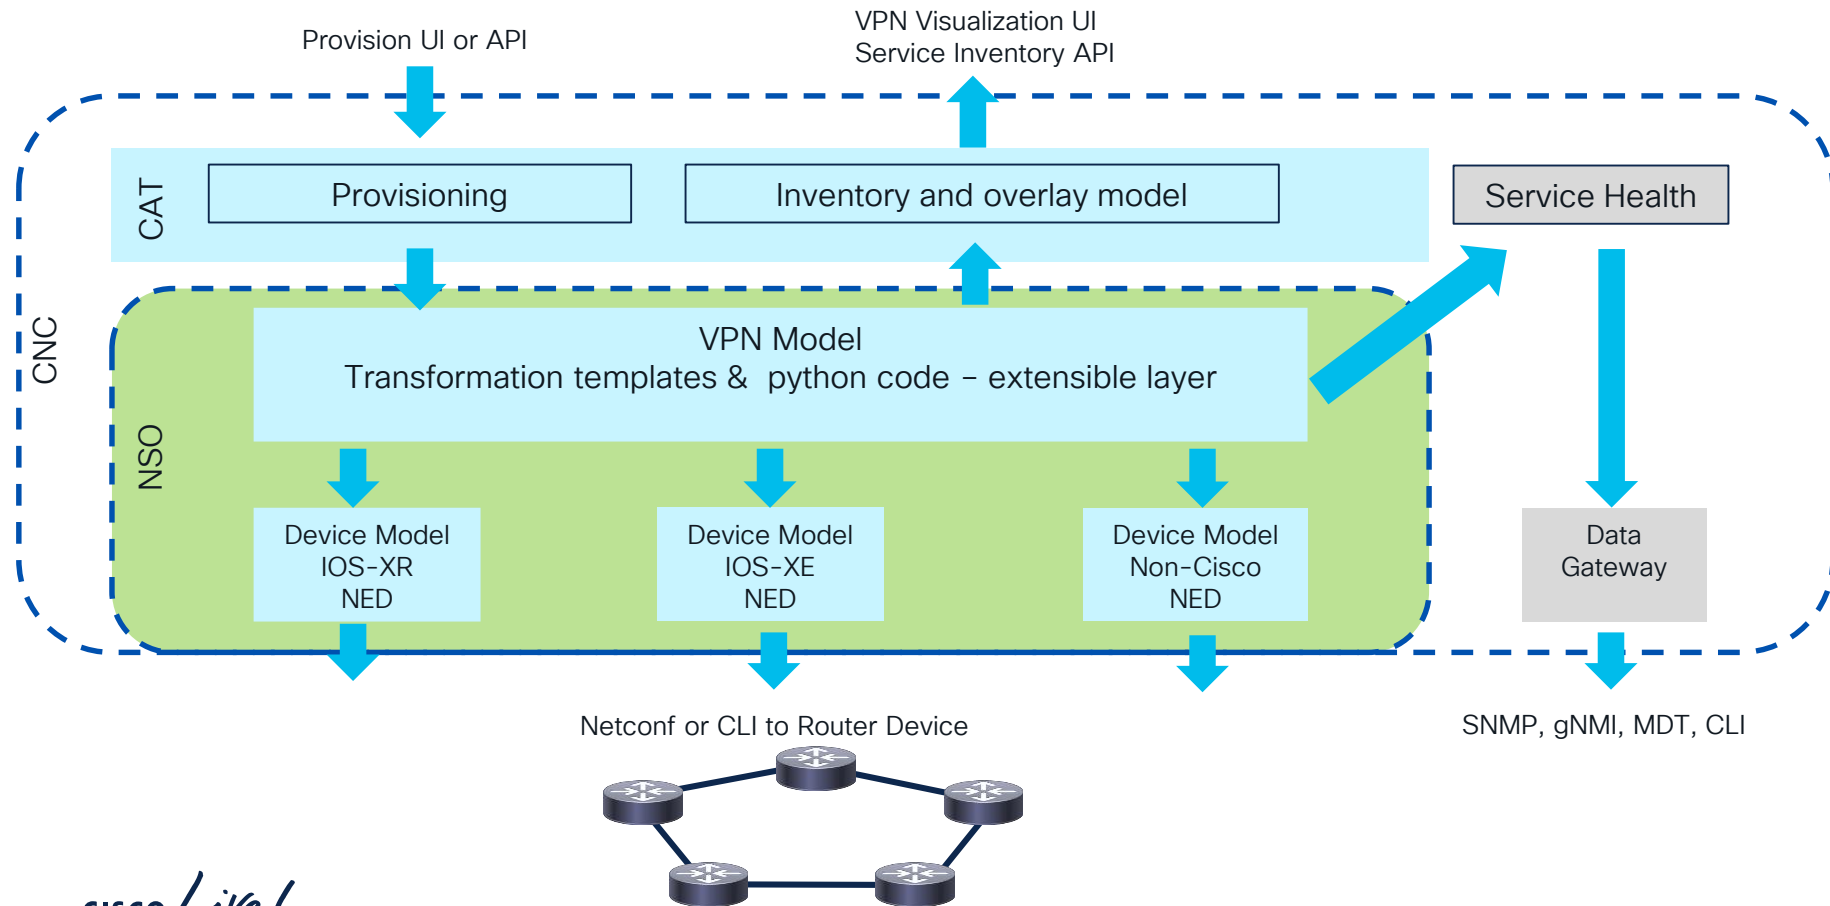 Provision UI or API
VPN Visualization UI
Service Inventory API
CAT
Provisioning
Inventory and overlay model
Service Health
CNC
NSO
VPN Model
Transformation templates & python code – extensible layer
Device Model
IOS-XR
NED
Device Model
IOS-XE
NED
Device Model
Non-Cisco
NED
Data
Gateway
Netconf or CLI to Router Device
SNMP, gNMI, MDT, CLI
cisco Live!